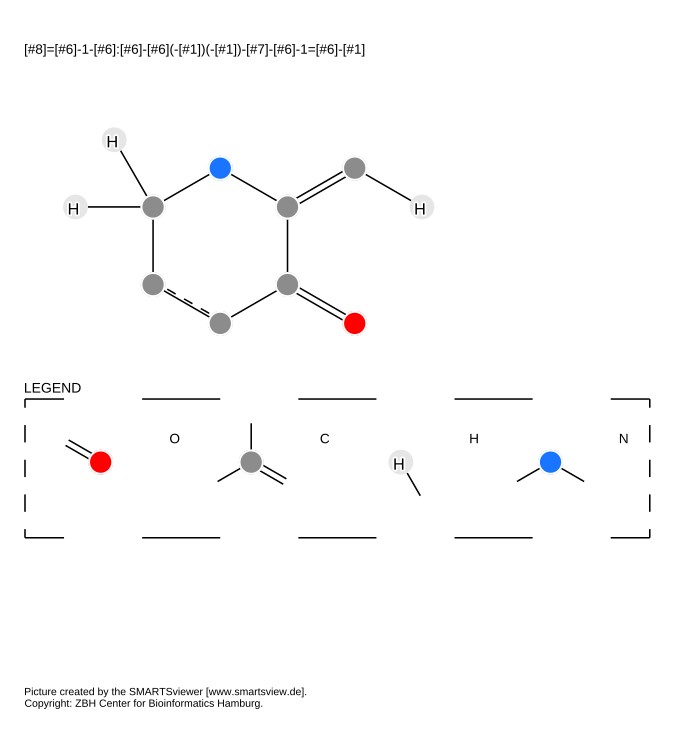 [#8]=[#6]-1-[#6]:[#6]-[#6](-[#1])(-[#1])-[#7]-[#6]-1=[#6]-[#1]
H
H
H
LEGEND
O
C
H
H
N
Picture created by the SMARTSviewer [www.smartsview.de].
Copyright: ZBH Center for Bioinformatics Hamburg.